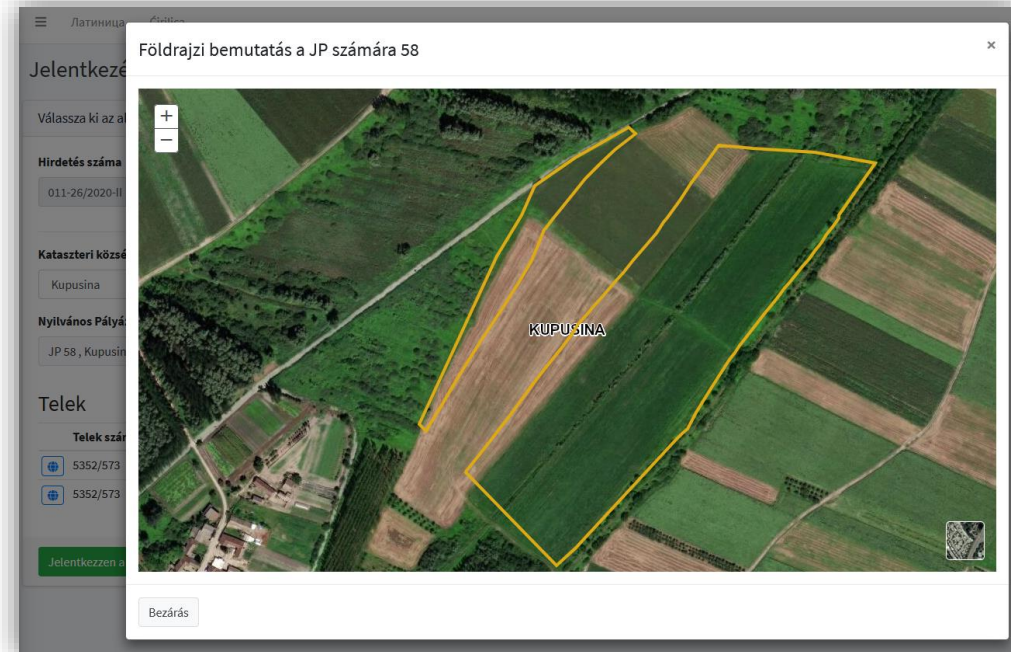 ☰ Латиница Ćirilica
Földrajzi bemutatás a JP számára 58
×
Jelentkezé
Válassza ki az al
Hirdetés száma
011-26/2020-II
Kataszteri közsé
Kupusina
Nyilvános Pályá
JP 58 , Kupusin
Telek
Telek szár
5352/573
5352/573
Jelentkezzen a
+
−
KUPUSINA
Bezárás